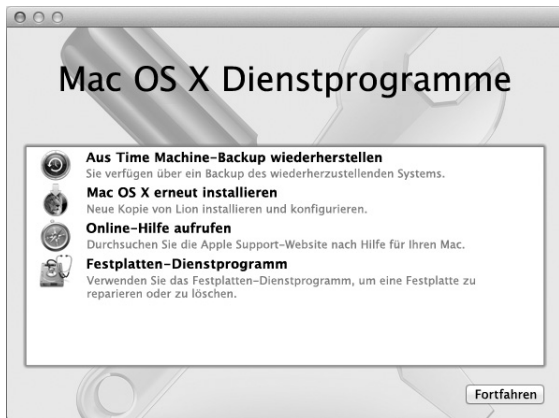 Mac OS X Dienstprogramme
Aus Time Machine-Backup wiederherstellen
Sie verfügen über ein Backup des wiederherzustellenden Systems.
Mac OS X erneut installieren
Neue Kopie von Lion installieren und konfigurieren.
Online-Hilfe aufrufen
Durchsuchen Sie die Apple Support-Website nach Hilfe für Ihren Mac.
Festplatten-Dienstprogramm
Verwenden Sie das Festplatten-Dienstprogramm, um eine Festplatte zu
reparieren oder zu löschen.
Fortfahren